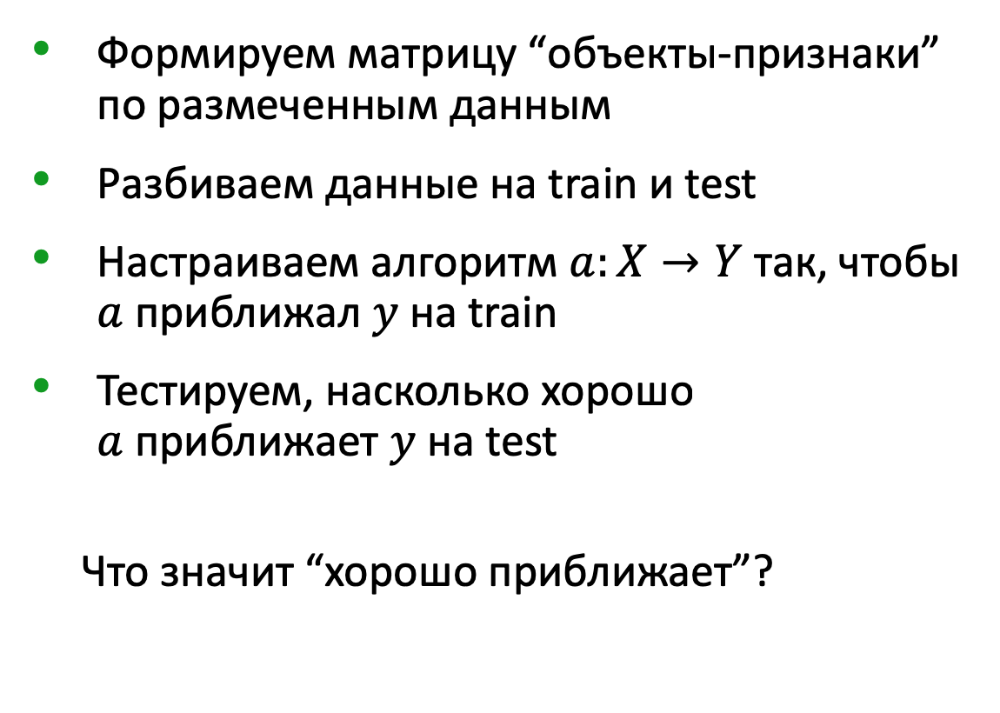 • Формируем матрицу “объекты-признаки”
по размеченным данным
• Разбиваем данные на train и test
• Настраиваем алгоритм a: X → Y так, чтобы
a приближал y на train
• Тестируем, насколько хорошо
a приближает y на test
Что значит “хорошо приближает”?